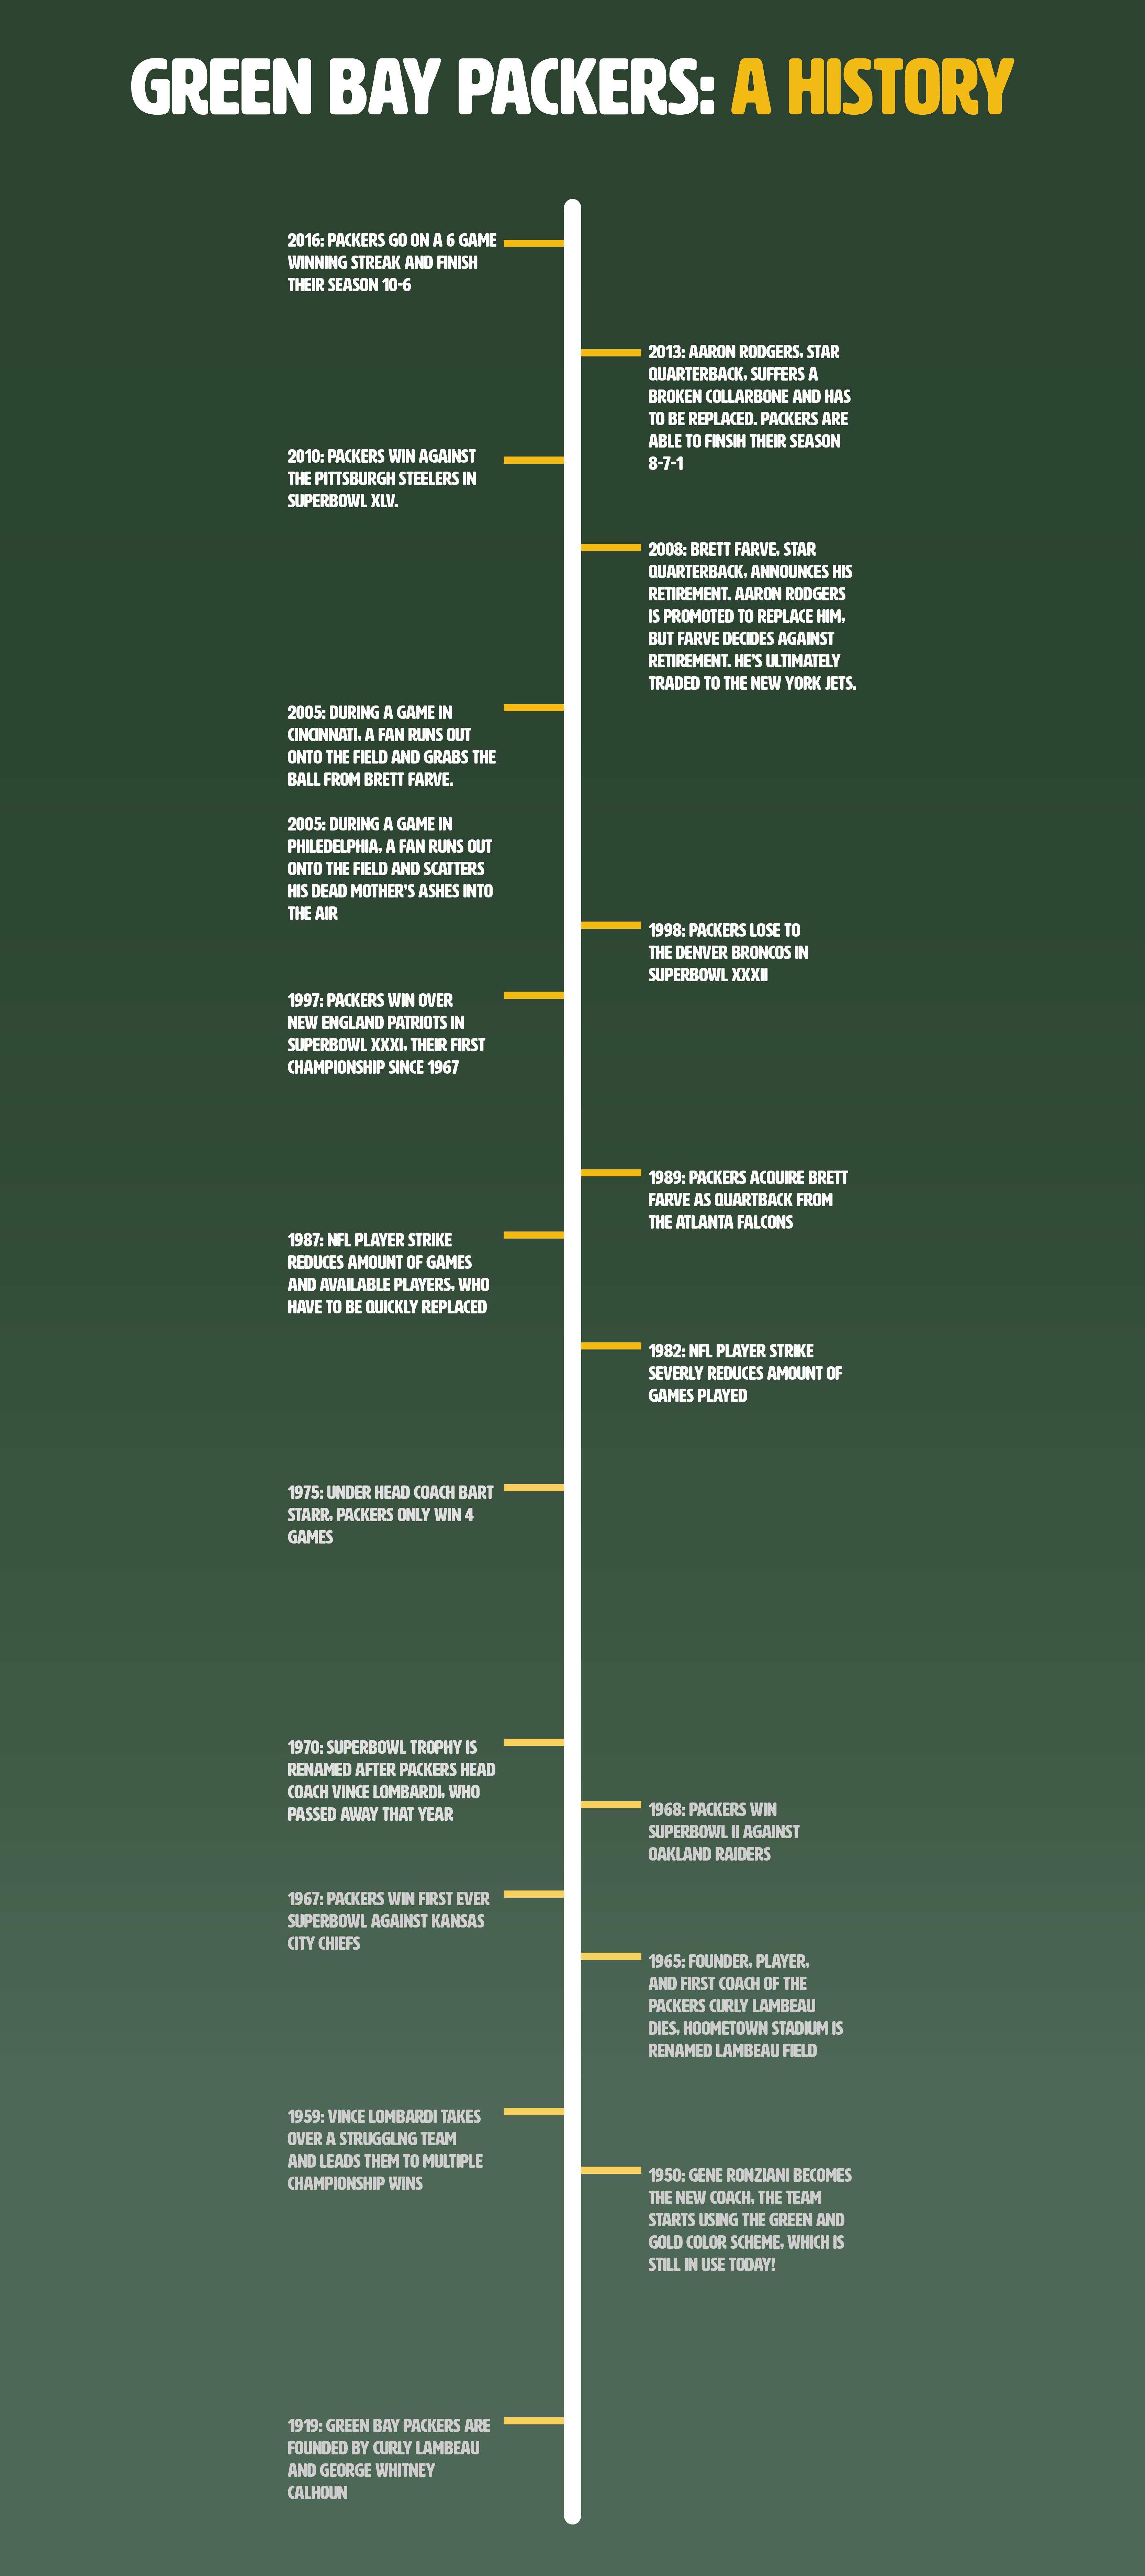 GREEN BAY PACKERS: A HISTORY
2016: PACKERS GO ON A 6 GAME
WINNING STREAK AND FINISH
THEIR SEASON 10-6
2013: AARON RODGERS, STAR
QUARTERBACK, SUFFERS A
BROKEN COLLARBONE AND HAS
TO BE REPLACED. PACKERS ARE
ABLE TO FINSIH THEIR SEASON
8-7-1
2010: PACKERS WIN AGAINST
THE PITTSBURGH STEELERS IN
SUPERBOWL XLV.
2008: BRETT FARVE, STAR
QUARTERBACK, ANNOUNCES HIS
RETIREMENT. AARON RODGERS
IS PROMOTED TO REPLACE HIM,
BUT FARVE DECIDES AGAINST
RETIREMENT. HE'S ULTIMATELY
TRADED TO THE NEW YORK JETS.
2005: DURING A GAME IN
CINCINNATI, A FAN RUNS OUT
ONTO THE FIELD AND GRABS THE
BALL FROM BRETT FARVE.
2005: DURING A GAME IN
PHILEDELPHIA, A FAN RUNS OUT
ONTO THE FIELD AND SCATTERS
HIS DEAD MOTHER'S ASHES INTO
THE AIR
1998: PACKERS LOSE TO
THE DENVER BRONCOS IN
SUPERBOWL XXXII
1997: PACKERS WIN OVER
NEW ENGLAND PATRIOTS IN
SUPERBOWL XXXI, THEIR FIRST
CHAMPIONSHIP SINCE 1967
1989: PACKERS ACQUIRE BRETT
FARVE AS QUARTBACK FROM
THE ATLANTA FALCONS
1987: NFL PLAYER STRIKE
REDUCES AMOUNT OF GAMES
AND AVAILABLE PLAYERS, WHO
HAVE TO BE QUICKLY REPLACED
1982: NFL PLAYER STRIKE
SEVERLY REDUCES AMOUNT OF
GAMES PLAYED
1975: UNDER HEAD COACH BART
STARR, PACKERS ONLY WIN 4
GAMES
1970: SUPERBOWL TROPHY IS
RENAMED AFTER PACKERS HEAD
COACH VINCE LOMBARDI, WHO
PASSED AWAY THAT YEAR
1968: PACKERS WIN
SUPERBOWL II AGAINST
OAKLAND RAIDERS
1967: PACKERS WIN FIRST EVER
SUPERBOWL AGAINST KANSAS
CITY CHIEFS
1965: FOUNDER, PLAYER,
AND FIRST COACH OF THE
PACKERS CURLY LAMBEAU
DIES, HOOMETOWN STADIUM IS
RENAMED LAMBEAU FIELD
1959: VINCE LOMBARDI TAKES
OVER A STRUGGLNG TEAM
AND LEADS THEM TO MULTIPLE
CHAMPIONSHIP WINS
1950: GENE RONZIANI BECOMES
THE NEW COACH, THE TEAM
STARTS USING THE GREEN AND
GOLD COLOR SCHEME, WHICH IS
STILL IN USE TODAY!
1919: GREEN BAY PACKERS ARE
FOUNDED BY CURLY LAMBEAU
AND GEORGE WHITNEY
CALHOUN